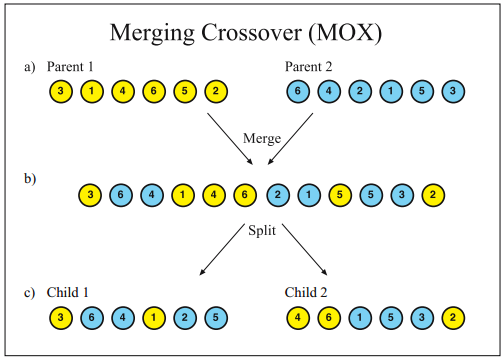 Merging Crossover (MOX)
a) Parent 1 Parent 2
3 1 4 6 5 2 6 4 2 1 5 3
Merge
b)
3 6 4 1 4 6 2 1 5 5 3 2
Split
c) Child 1 Child 2
3 6 4 1 2 5 4 6 1 5 3 2